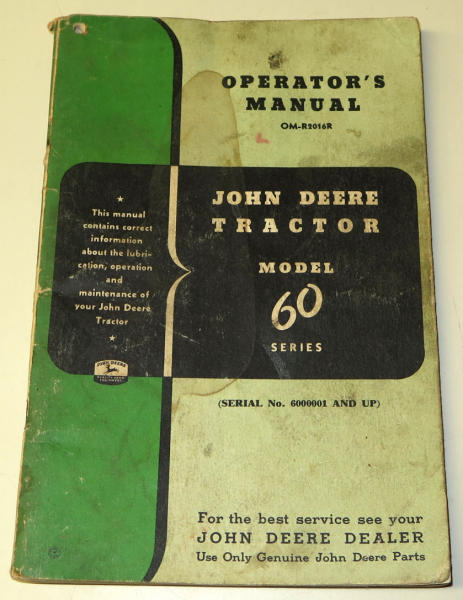 OPERATOR'S
MANUAL
OM-R2016R
JOHN DEERE
TRACTOR
MODEL
60
SERIES
★
This manual
contains correct
information
about the lubri-
cation, operation
and
maintenance of
your John Deere
Tractor
★
JOHN DEERE
(SERIAL No. 6000001 AND UP)
For the best service see your
JOHN DEERE DEALER
Use Only Genuine John Deere Parts